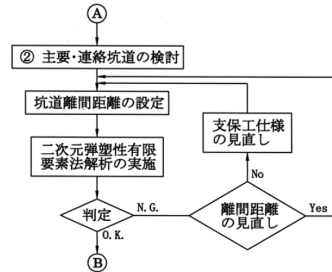 A
② 主要・連絡坑道の検討
坑道離間距離の設定
支保工仕様
の見直し
二次元弾塑性有限
要素法解析の実施
No
判定
N.G.
離間距離
の見直し
Yes
O.K.
B